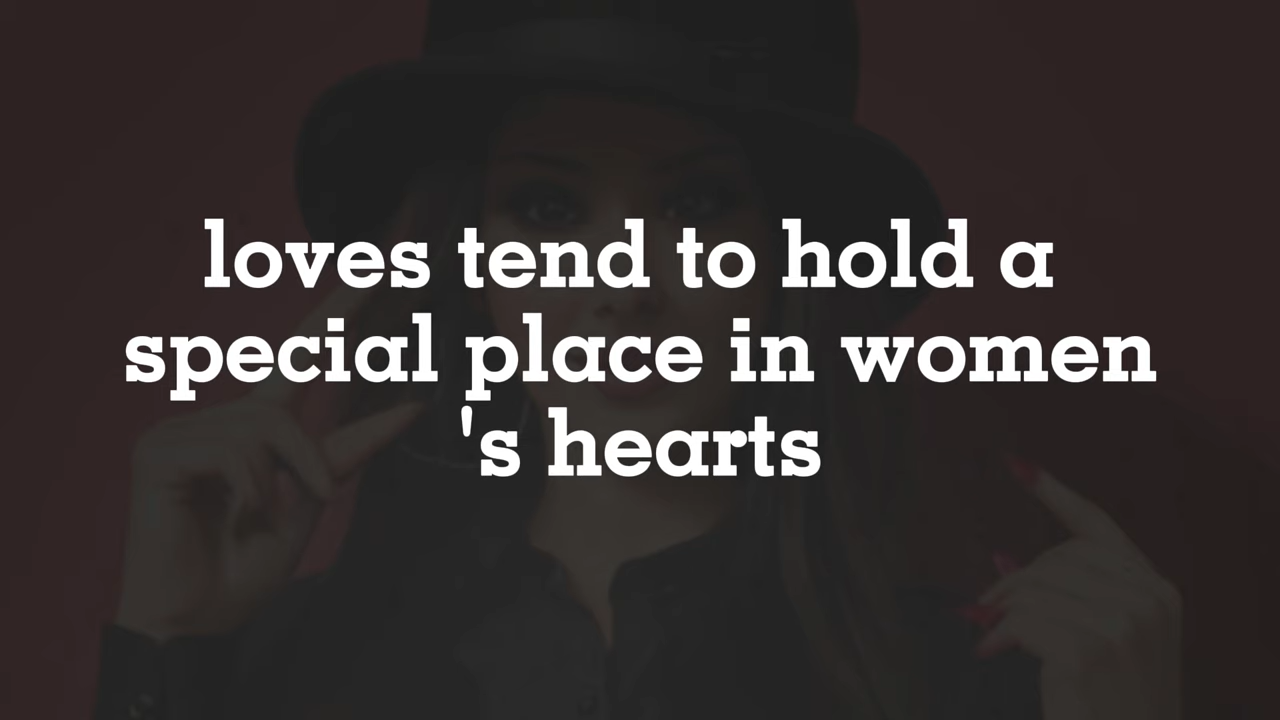 loves tend to hold a
special place in women
's hearts